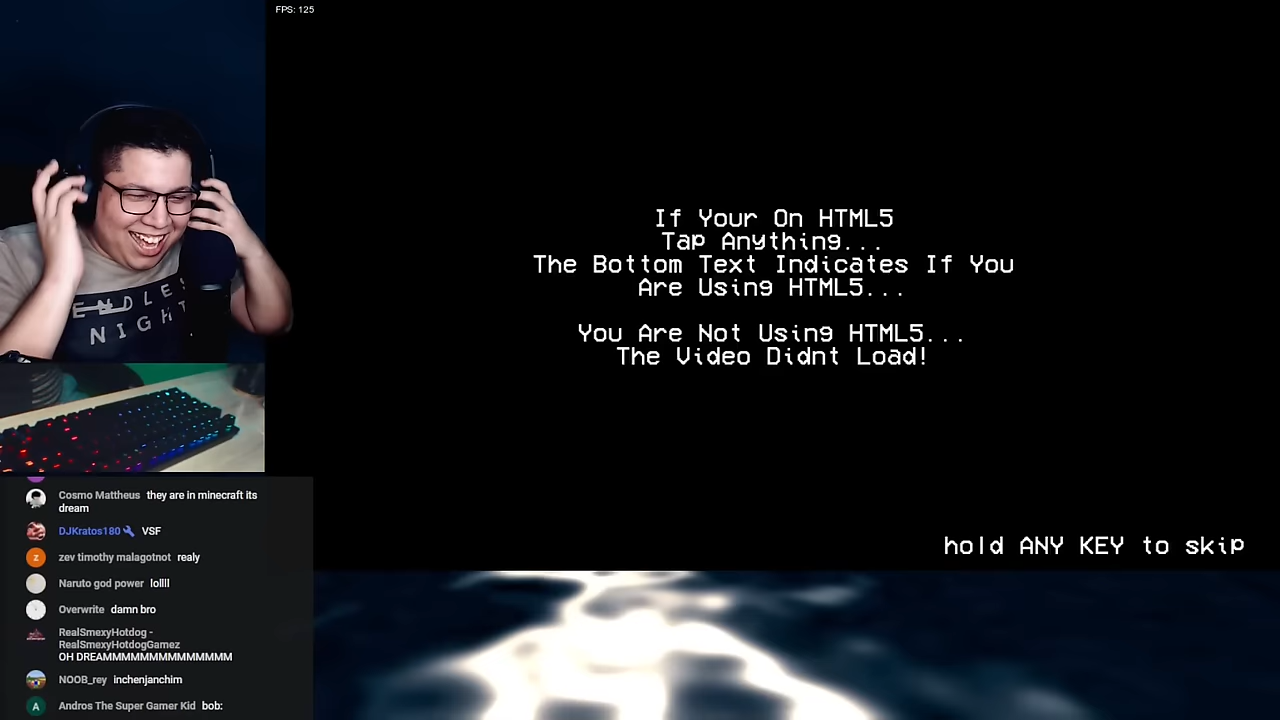 FPS: 125
If Your On HTML5
Tap Anything...
The Bottom Text Indicates If You
Are Using HTML5...
You Are Not Using HTML5...
The Video Didnt Load!
hold ANY KEY to skip
ENDLES
NIGHT
Cosmo Mattheus they are in minecraft its
dream
DJKratos180 VSF
z
zev timothy malagotnot realy
Naruto god power lollll
Overwrite damn bro
RealSmexyHotdog -
RealSmexyHotdogGamez
OH DREAMMMMMMMMMMMMMM
NOOB_rey inchenjanchim
A
Andros The Super Gamer Kid bob: